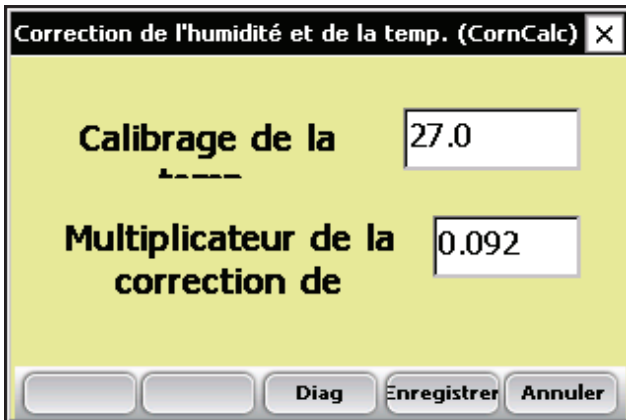 Correction de l'humidité et de la temp. (CornCalc)
Calibrage de la
27.0
Multiplicateur de la
correction de
0.092
Diag Enregistrer Annuler